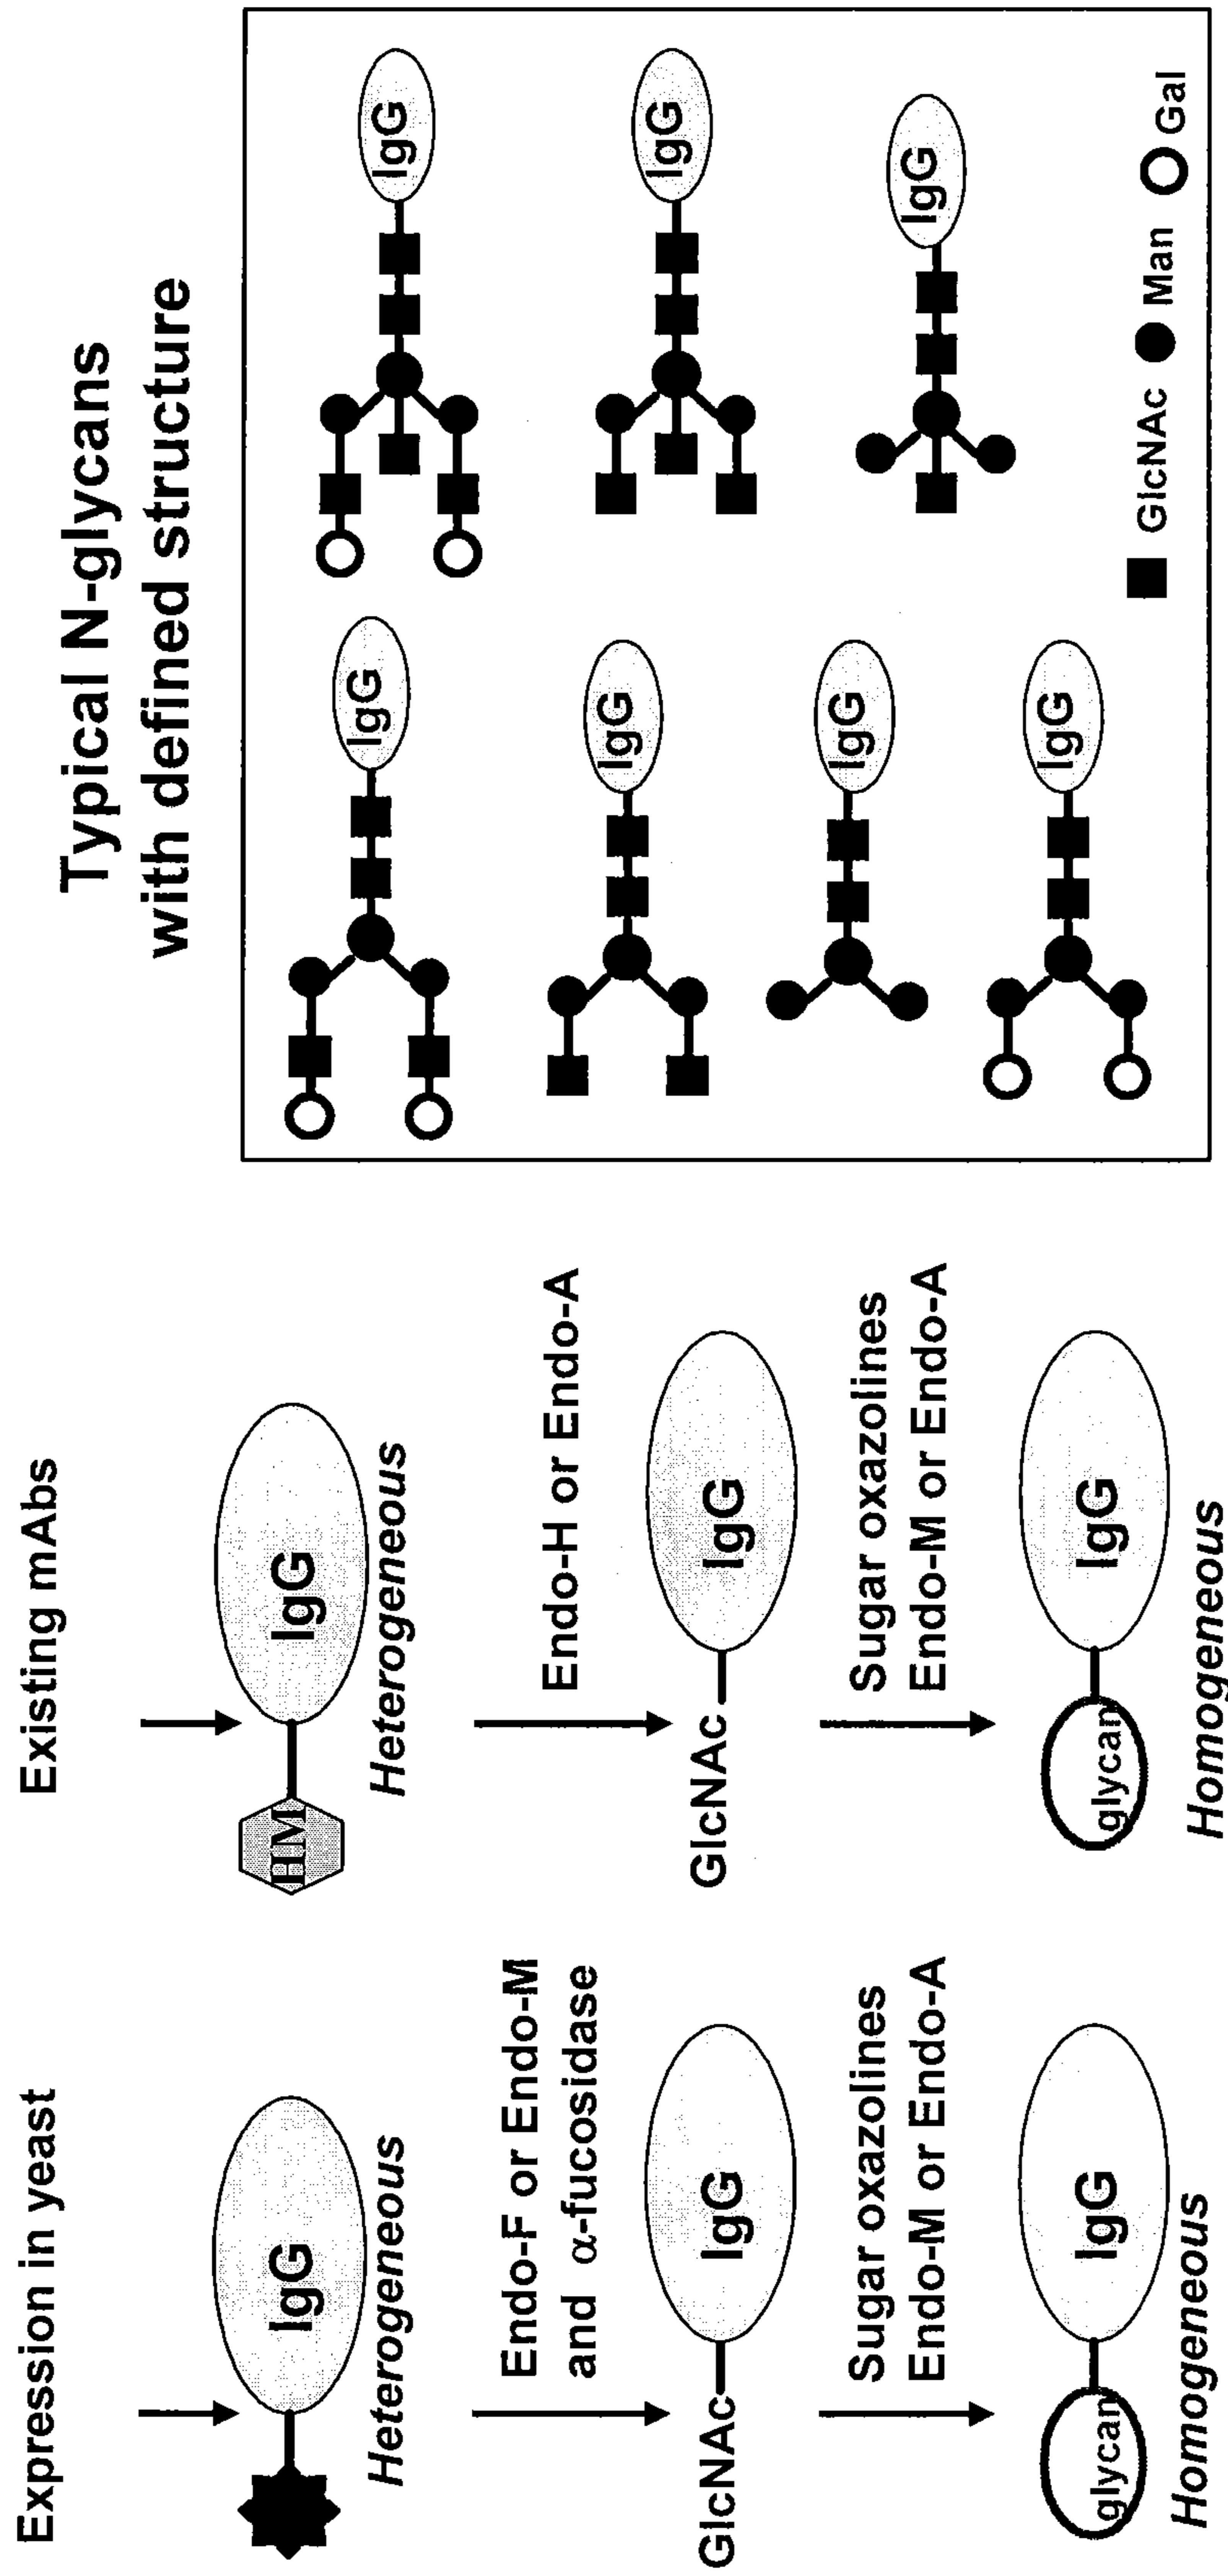 Expression in yeast
IgG
Heterogeneous
Endo-F or Endo-M
and α-fucosidase
GlcNAc
IgG
Sugar oxazolines
Endo-M or Endo-A
glycan
IgG
Homogeneous
Existing mAbs
HM
IgG
Heterogeneous
Endo-H or Endo-A
GlcNAc
IgG
Sugar oxazolines
Endo-M or Endo-A
glycan
IgG
Homogeneous
Typical N-glycans
with defined structure
IgG
IgG
IgG
IgG
IgG
IgG
IgG
GlcNAc
Man
Gal